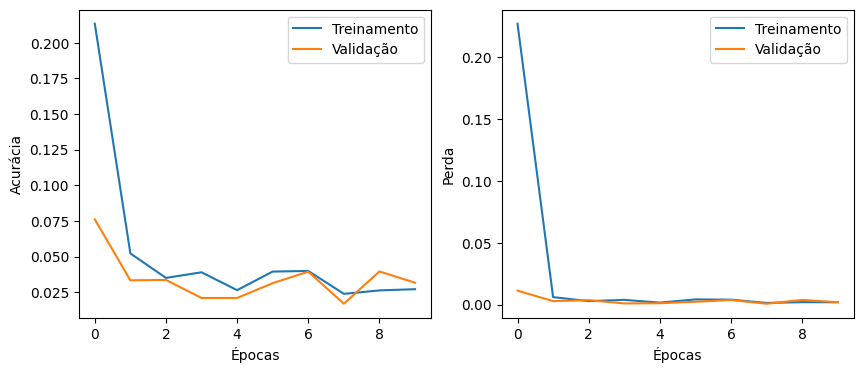 Acurácia
0.200
0.175
0.150
0.125
0.100
0.075
0.050
0.025
0 2 4 6 8
Épocas
Treinamento
Validação
Perda
0.20
0.15
0.10
0.05
0.00
0 2 4 6 8
Épocas
Treinamento
Validação